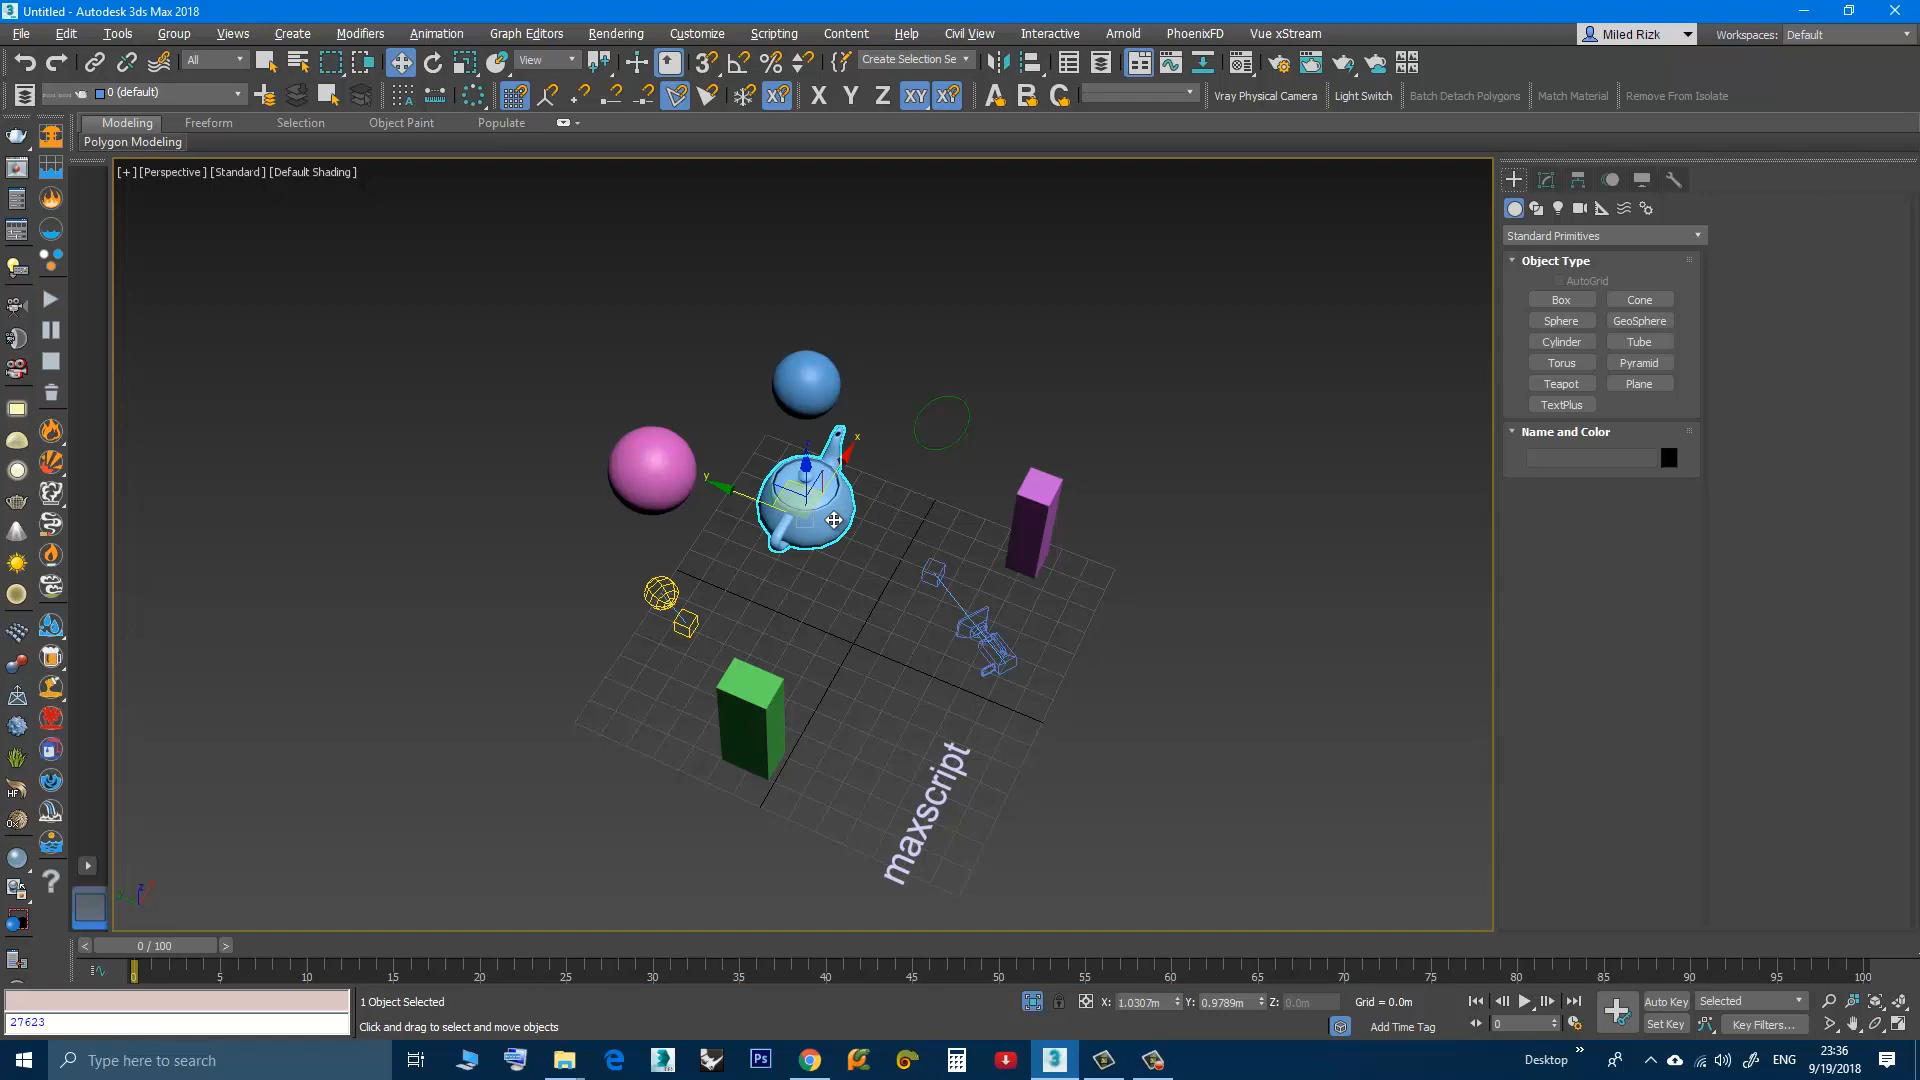 Untitled - Autodesk 3ds Max 2018
File Edit Tools Group Views Create Modifiers Animation Graph Editors Rendering Customize Scripting Content Help Civil View Interactive Arnold PhoenixFD Vue xStream Miled Rizk Workspaces: Default
All View Create Selection Se
0 (default) X Y Z XY XY A B C Vray Physical Camera Light Switch Batch Detach Polygons Match Material Remove From Isolate
Modeling Freeform Selection Object Paint Populate
Polygon Modeling
[+] [Perspective] [Standard] [Default Shading]
Standard Primitives
Object Type
AutoGrid
Box Cone
Sphere GeoSphere
Cylinder Tube
Torus Pyramid
Teapot Plane
TextPlus
Name and Color
x
y
maxscript
z
0 / 100
0 5 10 15 20 25 30 35 40 45 50 55 60 65 70 75 80 85 90 95 100
1 Object Selected X: 1.0307m Y: 0.9789m Z: 0.0m Grid = 0.0m Auto Key Selected
27623 Click and drag to select and move objects Add Time Tag 0 Set Key Key Filters...
Type here to search Ps 3 Desktop ENG 23:36
9/19/2018